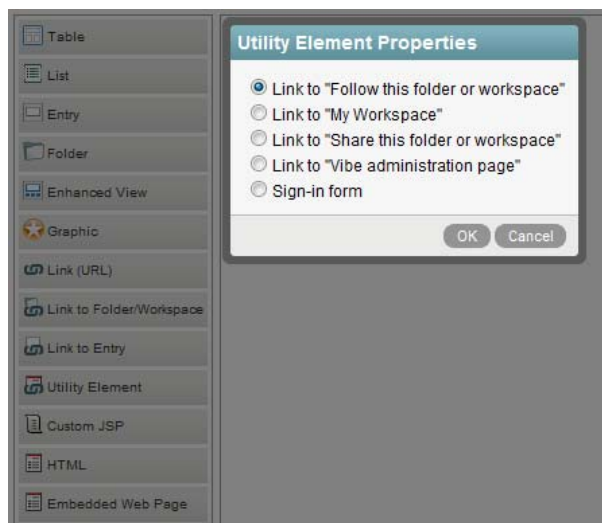 Table
List
Entry
Folder
Enhanced View
Graphic
Link (URL)
Link to Folder/Workspace
Link to Entry
Utility Element
Custom JSP
HTML
Embedded Web Page
Utility Element Properties
Link to "Follow this folder or workspace"
Link to "My Workspace"
Link to "Share this folder or workspace"
Link to "Vibe administration page"
Sign-in form
OK Cancel